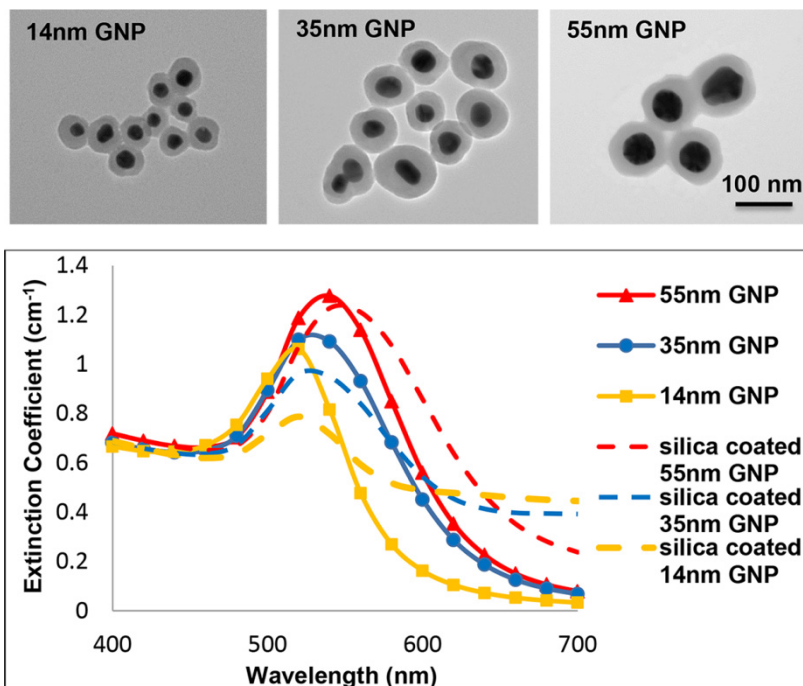 14nm GNP
35nm GNP
55nm GNP
100 nm
Extinction Coefficient (cm⁻¹)
1.4
1.2
1
0.8
0.6
0.4
0.2
0
400
500
600
700
Wavelength (nm)
55nm GNP
35nm GNP
14nm GNP
silica coated
55nm GNP
silica coated
35nm GNP
silica coated
14nm GNP